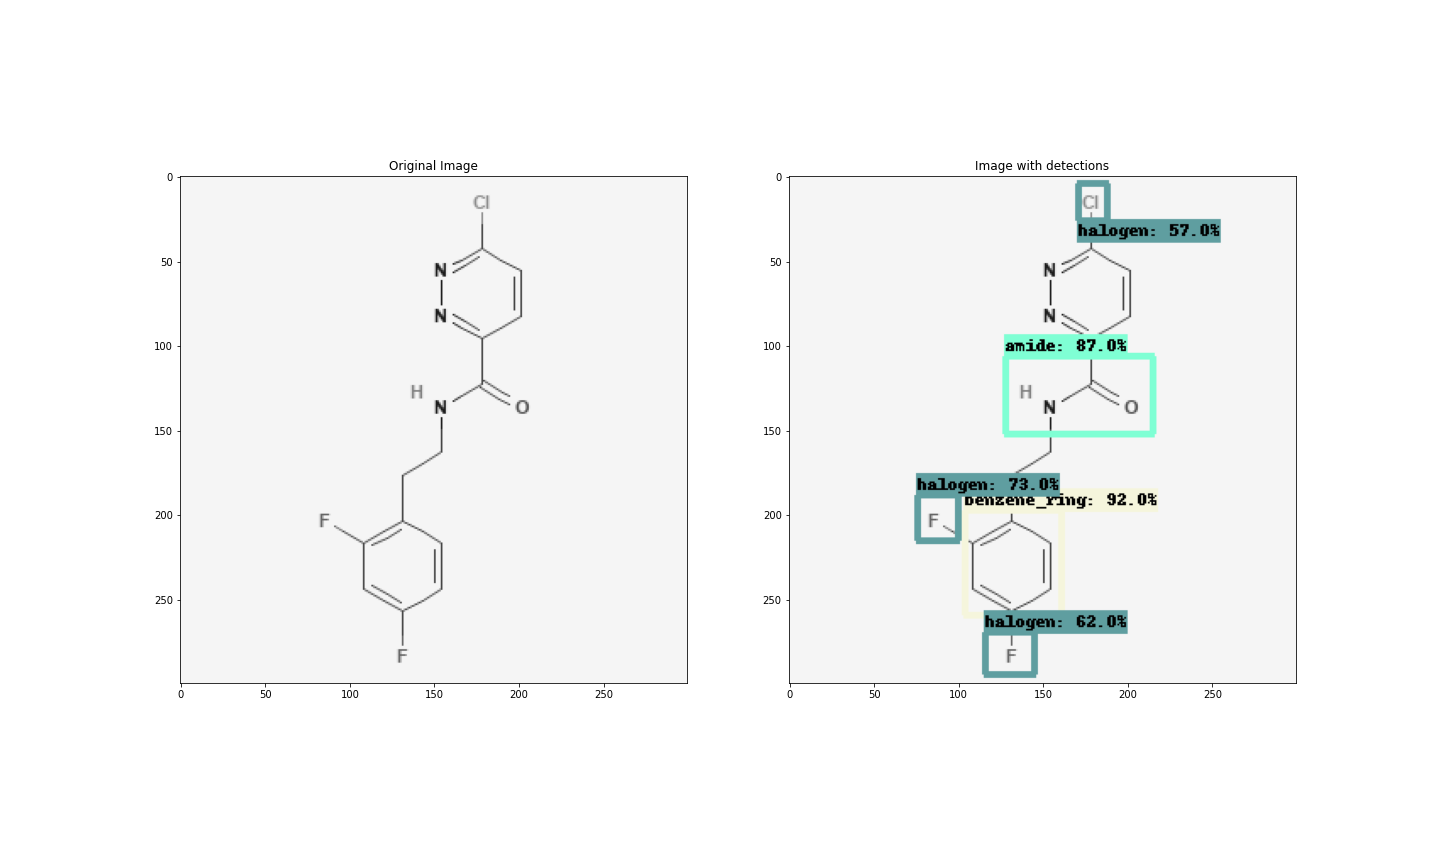 Original Image
0
50
100
150
200
250
0 50 100 150 200 250
Cl
N
N
H
N
O
F
F
Image with detections
0
50
100
150
200
250
0 50 100 150 200 250
Cl
halogen: 57.0%
N
N
amide: 87.0%
H
N
O
halogen: 73.0%
benzene_ring: 92.0%
F
halogen: 62.0%
F